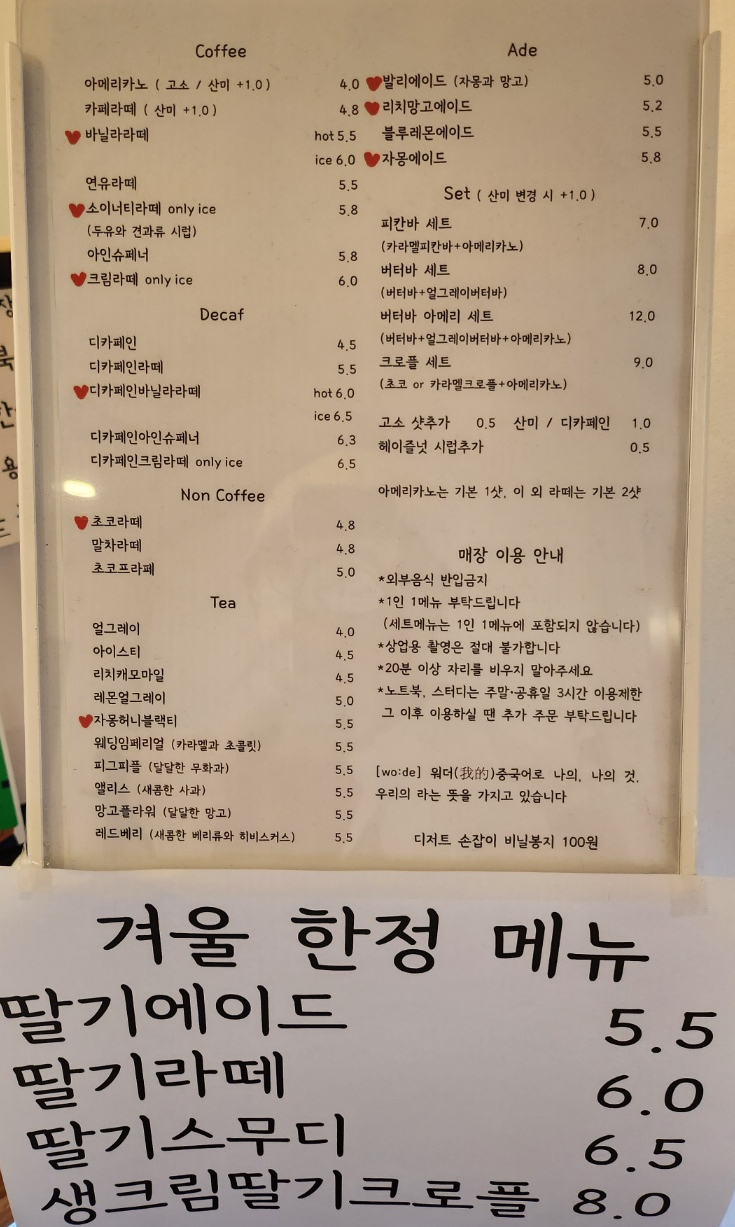 Coffee
아메리카노 ( 고소 / 산미 +1.0 ) 4.0
카페라떼 ( 산미 +1.0 ) 4.8
바닐라라떼 hot 5.5
ice 6.0
연유라떼 5.5
소이너티라떼 only ice 5.8
(두유와 견과류 시럽)
아인슈페너 5.8
크림라떼 only ice 6.0
Decaf
디카페인 4.5
디카페인라떼 5.5
디카페인바닐라라떼 hot 6.0
ice 6.5
디카페인아인슈페너 6.3
디카페인크림라떼 only ice 6.5
Non Coffee
초코라떼 4.8
말차라떼 4.8
초코프라페 5.0
Tea
얼그레이 4.0
아이스티 4.5
리치캐모마일 4.5
레몬얼그레이 5.0
자몽허니블랙티 5.5
웨딩임페리얼 (카라멜과 초콜릿) 5.5
피그피플 (달달한 무화과) 5.5
앨리스 (새콤한 사과) 5.5
망고플라워 (달달한 망고) 5.5
레드베리 (새콤한 베리류와 히비스커스) 5.5
Ade
발리에이드 (자몽과 망고) 5.0
리치망고에이드 5.2
블루레몬에이드 5.5
자몽에이드 5.8
Set ( 산미 변경 시 +1.0 )
피칸바 세트 7.0
(카라멜피칸바+아메리카노)
버터바 세트 8.0
(버터바+얼그레이버터바)
버터바 아메리 세트 12.0
(버터바+얼그레이버터바+아메리카노)
크로플 세트 9.0
(초코 or 카라멜크로플+아메리카노)
고소 샷추가 0.5 산미 / 디카페인 1.0
헤이즐넛 시럽추가 0.5
아메리카노는 기본 1샷, 이 외 라떼는 기본 2샷
매장 이용 안내
*외부음식 반입금지
*1인 1메뉴 부탁드립니다
(세트메뉴는 1인 1메뉴에 포함되지 않습니다)
*상업용 촬영은 절대 불가합니다
*20분 이상 자리를 비우지 말아주세요
*노트북, 스터디는 주말·공휴일 3시간 이용제한
그 이후 이용하실 땐 추가 주문 부탁드립니다
[wo:de] 워더(我的)중국어로 나의, 나의 것,
우리의 라는 뜻을 가지고 있습니다
디저트 손잡이 비닐봉지 100원
겨울 한정 메뉴
딸기에이드 5.5
딸기라떼 6.0
딸기스무디 6.5
생크림딸기크로플 8.0